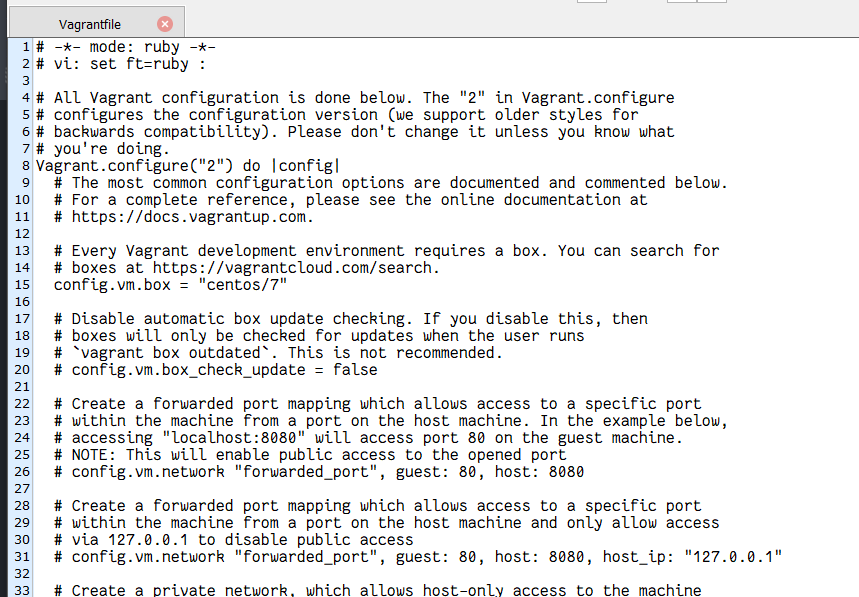 Vagrantfile
1 # -*- mode: ruby -*-
2 # vi: set ft=ruby :
3
4 # All Vagrant configuration is done below. The "2" in Vagrant.configure
5 # configures the configuration version (we support older styles for
6 # backwards compatibility). Please don't change it unless you know what
7 # you're doing.
8 Vagrant.configure("2") do |config|
9   # The most common configuration options are documented and commented below.
10   # For a complete reference, please see the online documentation at
11   # https://docs.vagrantup.com.
12
13   # Every Vagrant development environment requires a box. You can search for
14   # boxes at https://vagrantcloud.com/search.
15   config.vm.box = "centos/7"
16
17   # Disable automatic box update checking. If you disable this, then
18   # boxes will only be checked for updates when the user runs
19   # `vagrant box outdated`. This is not recommended.
20   # config.vm.box_check_update = false
21
22   # Create a forwarded port mapping which allows access to a specific port
23   # within the machine from a port on the host machine. In the example below,
24   # accessing "localhost:8080" will access port 80 on the guest machine.
25   # NOTE: This will enable public access to the opened port
26   # config.vm.network "forwarded_port", guest: 80, host: 8080
27
28   # Create a forwarded port mapping which allows access to a specific port
29   # within the machine from a port on the host machine and only allow access
30   # via 127.0.0.1 to disable public access
31   # config.vm.network "forwarded_port", guest: 80, host: 8080, host_ip: "127.0.0.1"
32
33   # Create a private network, which allows host-only access to the machine